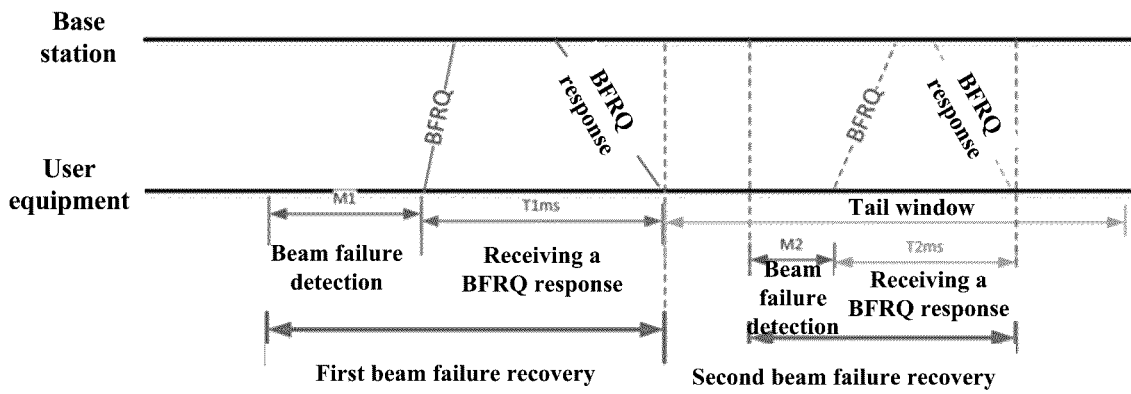 Base
station
BFRQ
BFRQ
response
BFRQ
BFRQ
response
User
equipment
M1
T1ms
Tail window
Beam failure
detection
Receiving a
BFRQ response
M2
T2ms
Beam
failure
detection
Receiving a
BFRQ response
First beam failure recovery
Second beam failure recovery